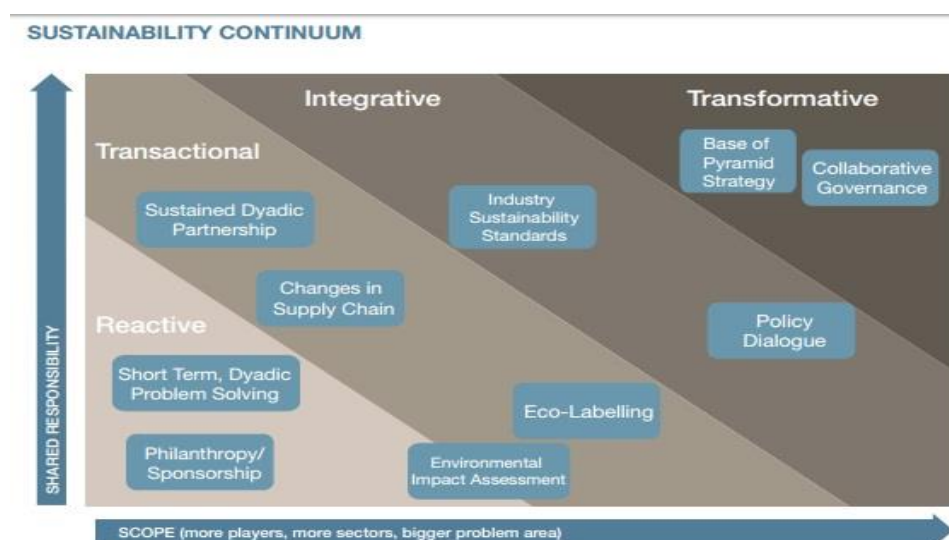 SUSTAINABILITY CONTINUUM
Integrative
Transformative
Transactional
Base of
Pyramid
Strategy
Collaborative
Governance
Sustained Dyadic
Partnership
Industry
Sustainability
Standards
Changes in
Supply Chain
Reactive
Policy
Dialogue
Short Term, Dyadic
Problem Solving
Eco-Labelling
Philanthropy/
Sponsorship
Environmental
Impact Assessment
SHARED RESPONSIBILITY
SCOPE (more players, more sectors, bigger problem area)